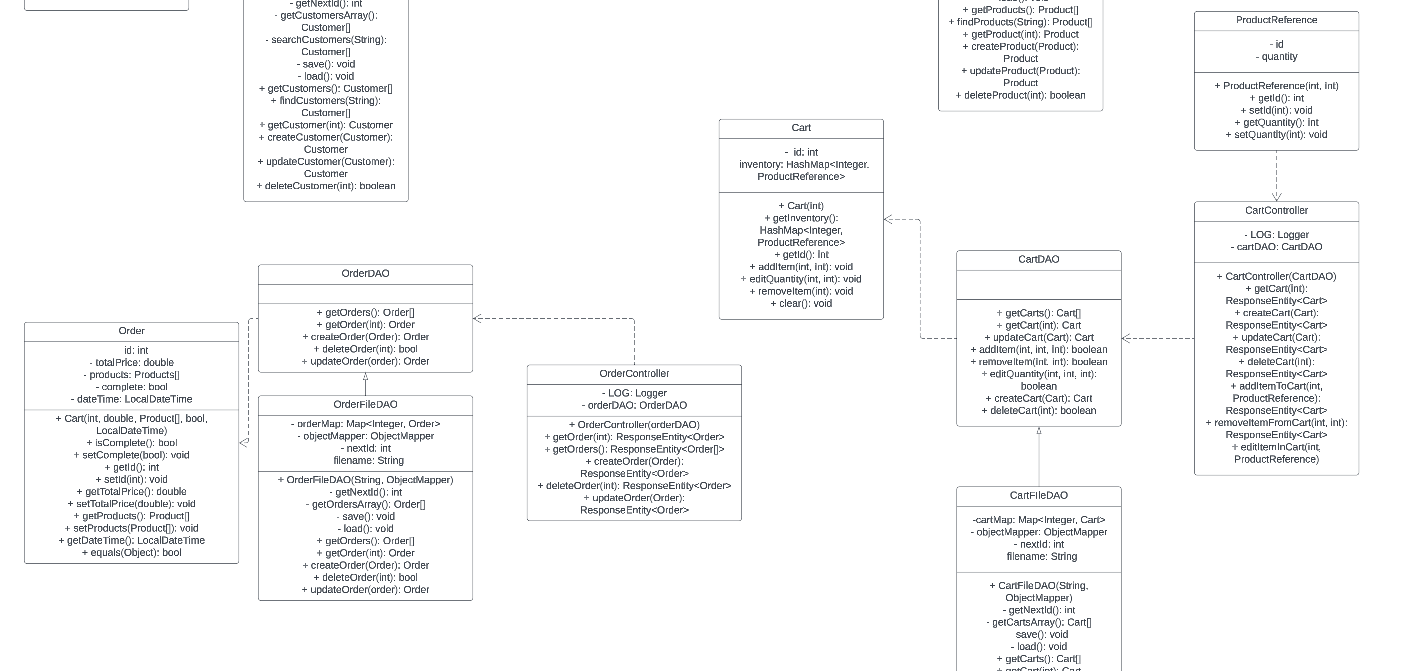 - getNextId(): int
- getCustomersArray():
Customer[]
- searchCustomers(String):
Customer[]
- save(): void
- load(): void
+ getCustomers(): Customer[]
+ findCustomers(String):
Customer[]
+ getCustomer(int): Customer
+ createCustomer(Customer):
Customer
+ updateCustomer(Customer):
Customer
+ deleteCustomer(int): boolean
+ getProducts(): Product[]
+ findProducts(String): Product[]
+ getProduct(int): Product
+ createProduct(Product):
Product
+ updateProduct(Product):
Product
+ deleteProduct(int): boolean
ProductReference
- id
- quantity
+ ProductReference(int, int)
+ getId(): int
+ setId(int): void
+ getQuantity(): int
+ setQuantity(int): void
Cart
- id: int
inventory: HashMap<Integer,
ProductReference>
+ Cart(int)
+ getInventory():
HashMap<Integer,
ProductReference>
+ getId(): int
+ addItem(int, int): void
+ editQuantity(int, int): void
+ removeItem(int): void
+ clear(): void
CartController
- LOG: Logger
- cartDAO: CartDAO
+ CartController(CartDAO)
+ getCart(int):
ResponseEntity<Cart>
+ createCart(Cart):
ResponseEntity<Cart>
+ updateCart(Cart):
ResponseEntity<Cart>
+ deleteCart(int):
ResponseEntity<Cart>
+ addItemToCart(int,
ProductReference):
ResponseEntity<Cart>
+ removeItemFromCart(int, int):
ResponseEntity<Cart>
+ editItemInCart(int,
ProductReference)
CartDAO
+ getCarts(): Cart[]
+ getCart(int): Cart
+ updateCart(Cart): Cart
+ addItem(int, int, int): boolean
+ removeItem(int, int): boolean
+ editQuantity(int, int, int):
boolean
+ createCart(Cart): Cart
+ deleteCart(int): boolean
OrderDAO
+ getOrders(): Order[]
+ getOrder(int): Order
+ createOrder(Order): Order
+ deleteOrder(int): bool
+ updateOrder(order): Order
Order
id: int
- totalPrice: double
- products: Products[]
- complete: bool
- dateTime: LocalDateTime
+ Cart(int, double, Product[], bool,
LocalDateTime)
+ isComplete(): bool
+ setComplete(bool): void
+ getId(): int
+ setId(int): void
+ getTotalPrice(): double
+ setTotalPrice(double): void
+ getProducts(): Product[]
+ setProducts(Product[]): void
+ getDateTime(): LocalDateTime
+ equals(Object): bool
OrderFileDAO
- orderMap: Map<Integer, Order>
- objectMapper: ObjectMapper
- nextId: int
filename: String
+ OrderFileDAO(String, ObjectMapper)
- getNextId(): int
- getOrdersArray(): Order[]
- save(): void
- load(): void
+ getOrders(): Order[]
+ getOrder(int): Order
+ createOrder(Order): Order
+ deleteOrder(int): bool
+ updateOrder(order): Order
OrderController
- LOG: Logger
- orderDAO: OrderDAO
+ OrderController(orderDAO)
+ getOrder(int): ResponseEntity<Order>
+ getOrders(): ResponseEntity<Order[]>
+ createOrder(Order):
ResponseEntity<Order>
+ deleteOrder(int): ResponseEntity<Order>
+ updateOrder(Order):
ResponseEntity<Order>
CartFileDAO
-cartMap: Map<Integer, Cart>
- objectMapper: ObjectMapper
- nextId: int
filename: String
+ CartFileDAO(String,
ObjectMapper)
- getNextId(): int
- getCartsArray(): Cart[]
save(): void
- load(): void
+ getCarts(): Cart[]
+ getCart(int): Cart